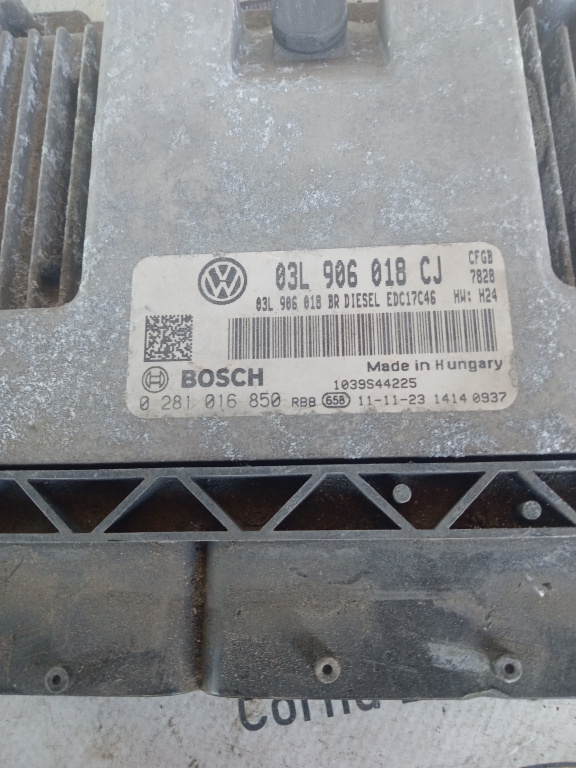 03L 906 018 CJ CFGB
7828
03L 906 018 BR DIESEL EDC17C46 HW: H24
Made in Hungary
BOSCH 1039S44225
0 281 016 850 RBB 658 11-11-23 1414 0937